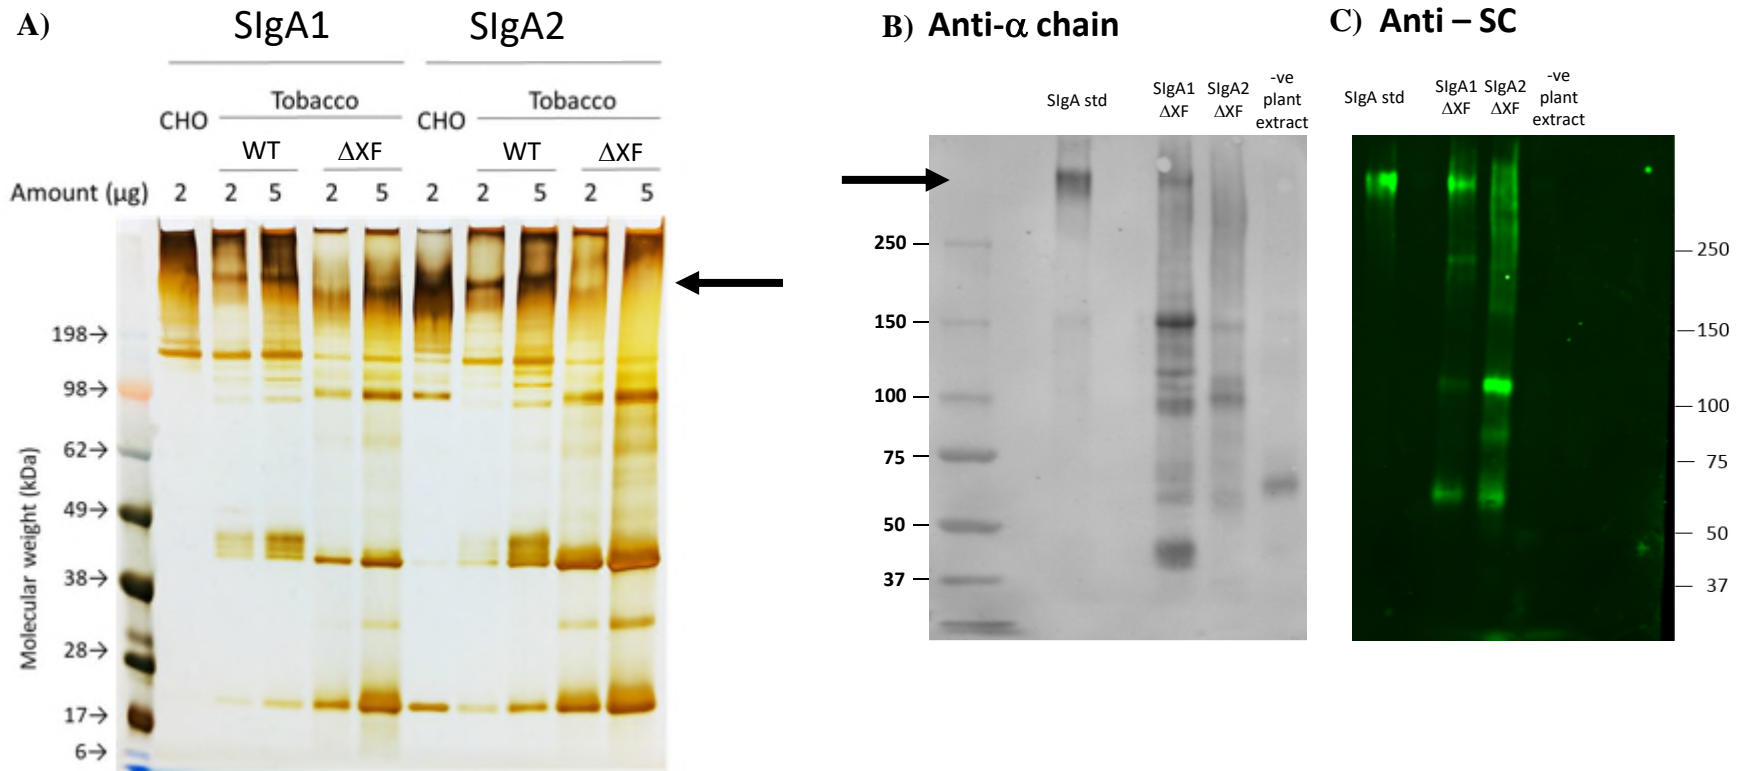 A)
SIgA1 SIgA2
Tobacco Tobacco
CHO CHO
WT ΔXF WT ΔXF
Amount (µg) 2 2 5 2 5 2 2 5 2 5
198→
98→
62→
49→
38→
28→
17→
6→
Molecular weight (kDa)
B) Anti-α chain
SIgA std
SIgA1 ΔXF
SIgA2 ΔXF
-ve plant extract
250
150
100
75
50
37
C) Anti – SC
SIgA std
SIgA1 ΔXF
SIgA2 ΔXF
-ve plant extract
250
150
100
75
50
37